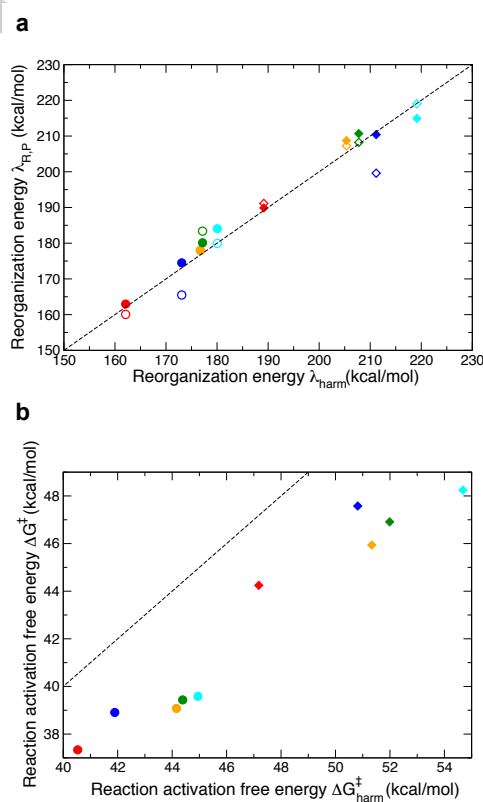 a
230
220
210
200
190
180
170
160
150
Reorganization energy λR,P (kcal/mol)
150 160 170 180 190 200 210 220 230
Reorganization energy λharm(kcal/mol)
b
48
46
44
42
40
38
Reaction activation free energy ΔG‡(kcal/mol)
40 42 44 46 48 50 52 54
Reaction activation free energy ΔG‡harm(kcal/mol)